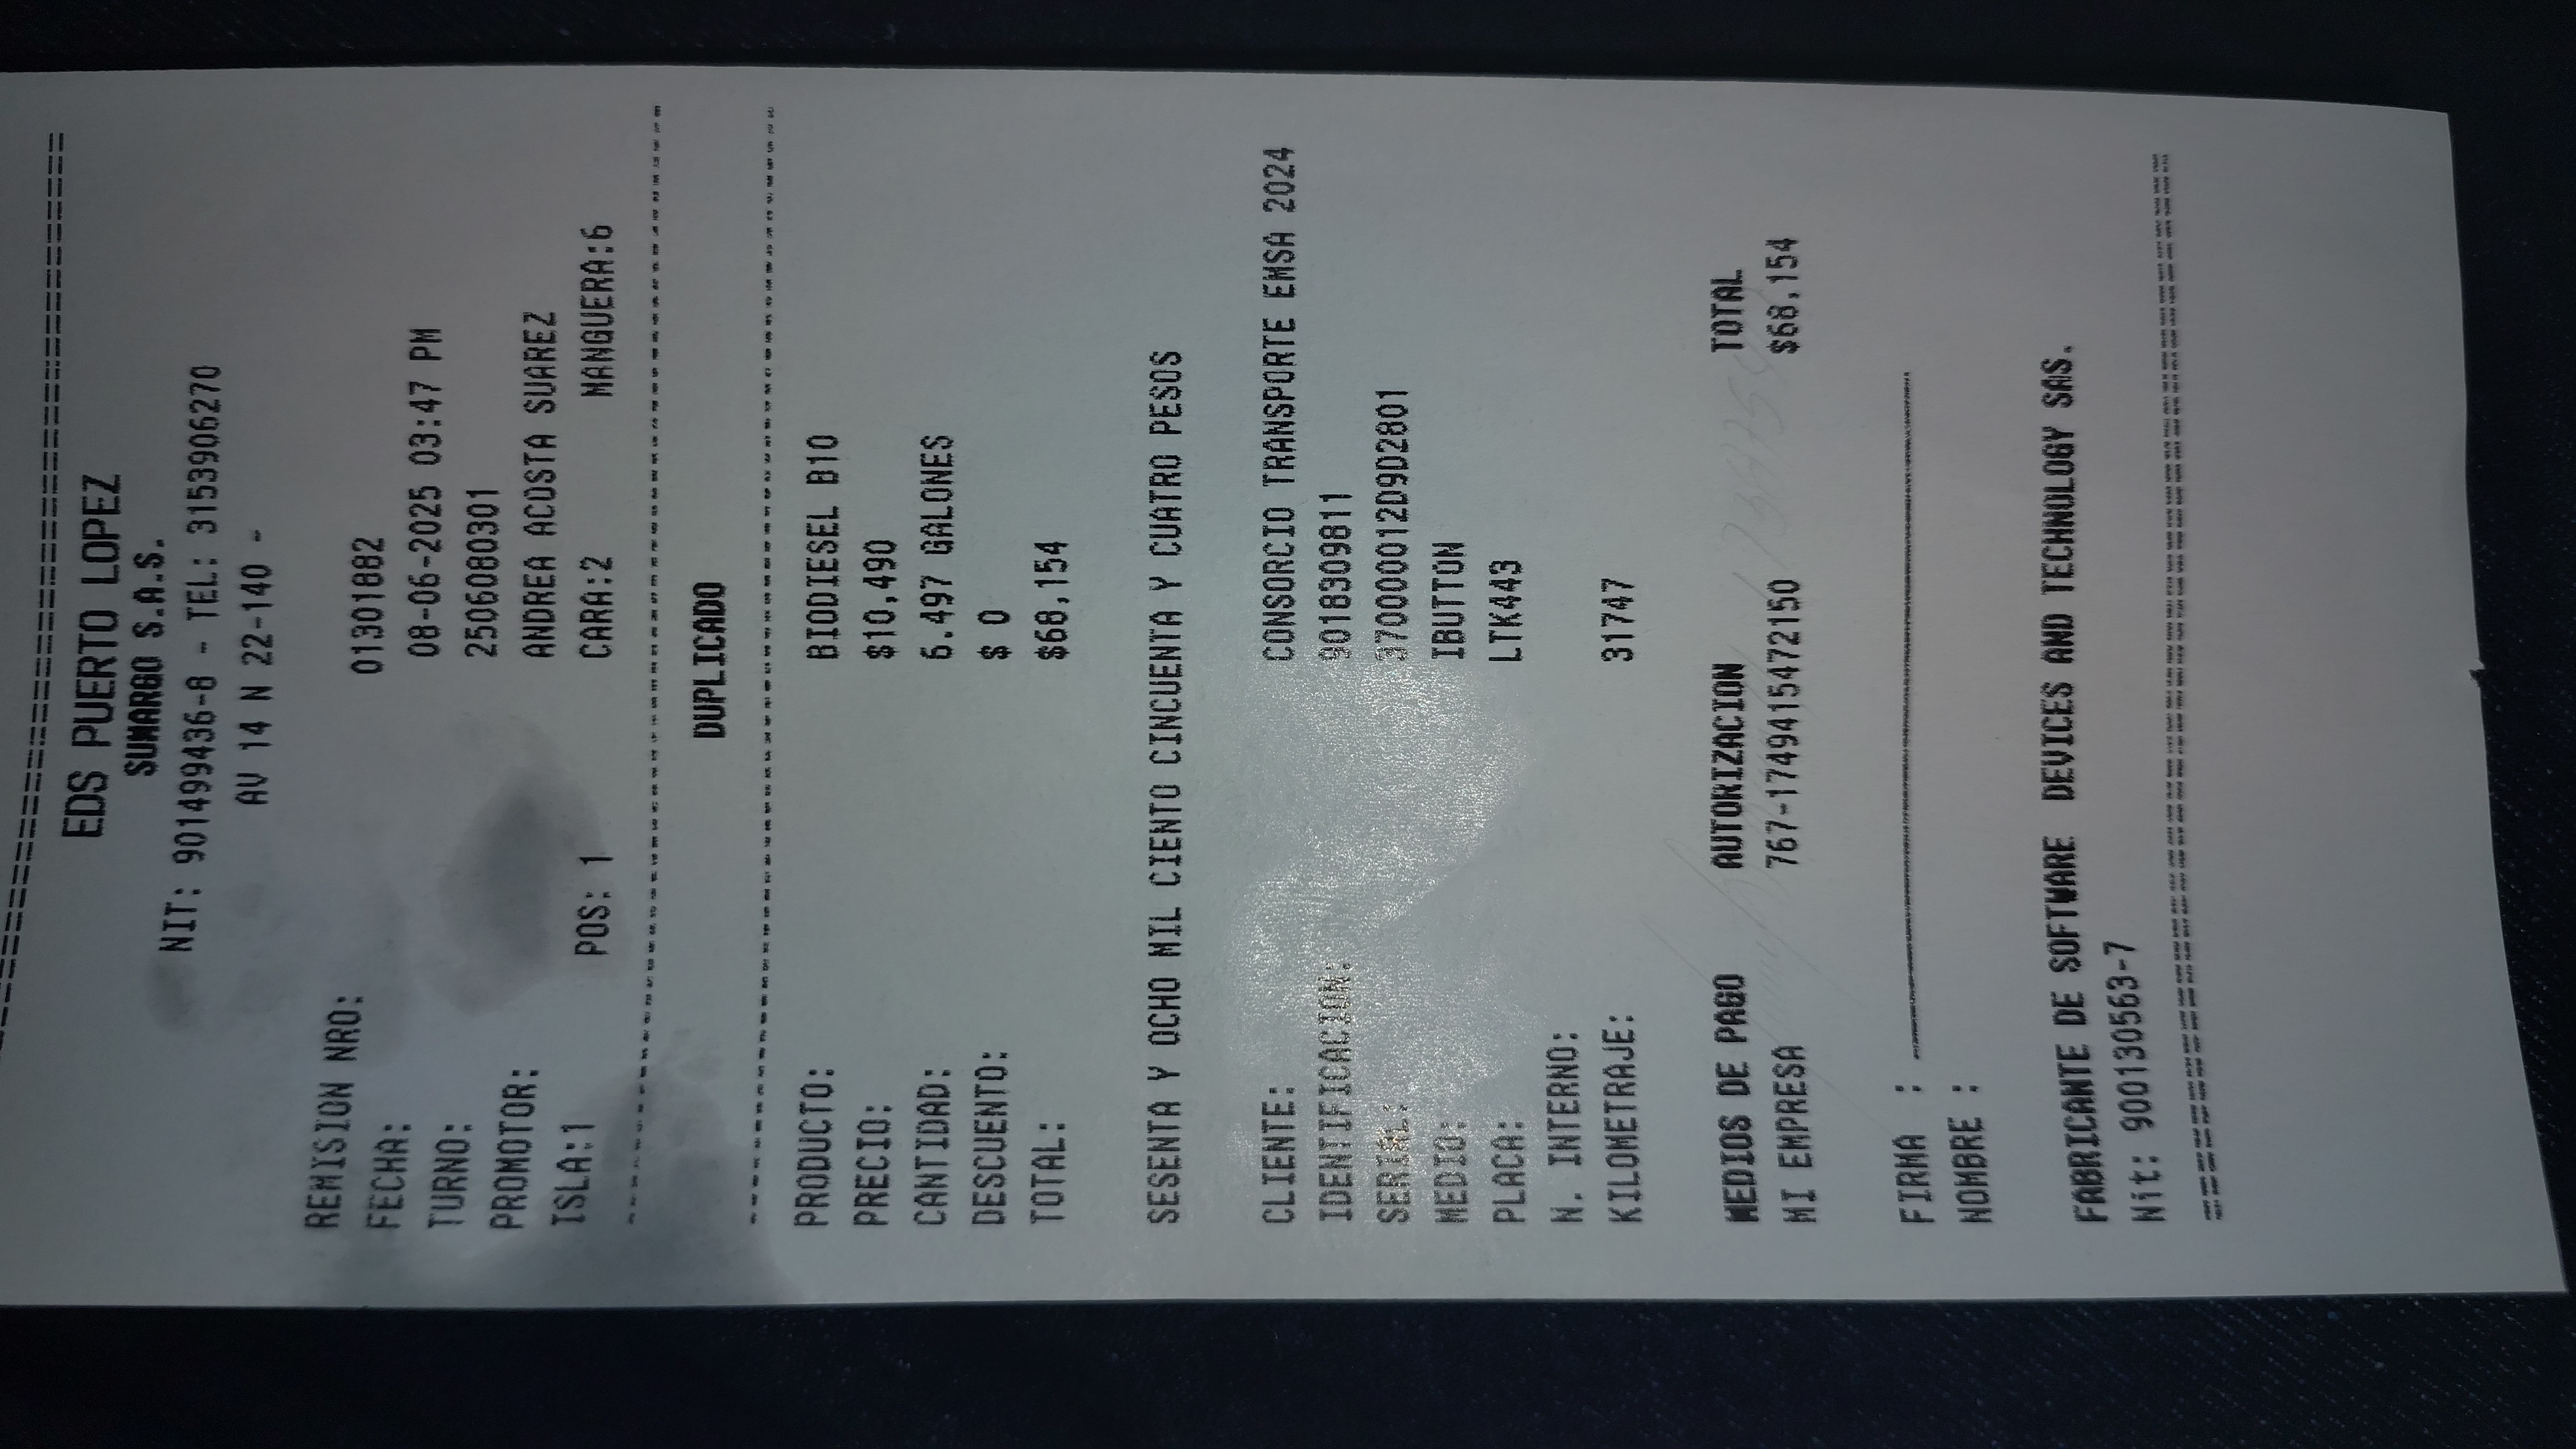 ========================================
EDS PUERTO LOPEZ
SUMARGO S.A.S.
NIT: 901499436-8 - TEL: 3153906270
AV 14 N 22-140 -
REMISION NRO: 01301882
FECHA: 08-06-2025 03:47 PM
TURNO: 2506080301
PROMOTOR: ANDREA ACOSTA SUAREZ
ISLA:1 POS: 1 CARA:2 MANGUERA:6
----------------------------------------
DUPLICADO
----------------------------------------
PRODUCTO: BIODIESEL B10
PRECIO: $10,490
CANTIDAD: 6.497 GALONES
DESCUENTO: $ 0
TOTAL: $68,154
SESENTA Y OCHO MIL CIENTO CINCUENTA Y CUATRO PESOS
CLIENTE: CONSORCIO TRANSPORTE EMSA 2024
IDENTIFICACION: 9018309811
SERIAL: 370000012D9D2801
MEDIO: IBUTTON
PLACA: LTK443
N. INTERNO:
KILOMETRAJE: 31747
MEDIOS DE PAGO AUTORIZACION TOTAL
MI EMPRESA 767-1749415472150 $68,154
FIRMA : ______________________________
NOMBRE :
FABRICANTE DE SOFTWARE DEVICES AND TECHNOLOGY SAS.
Nit: 900130563-7
========================================